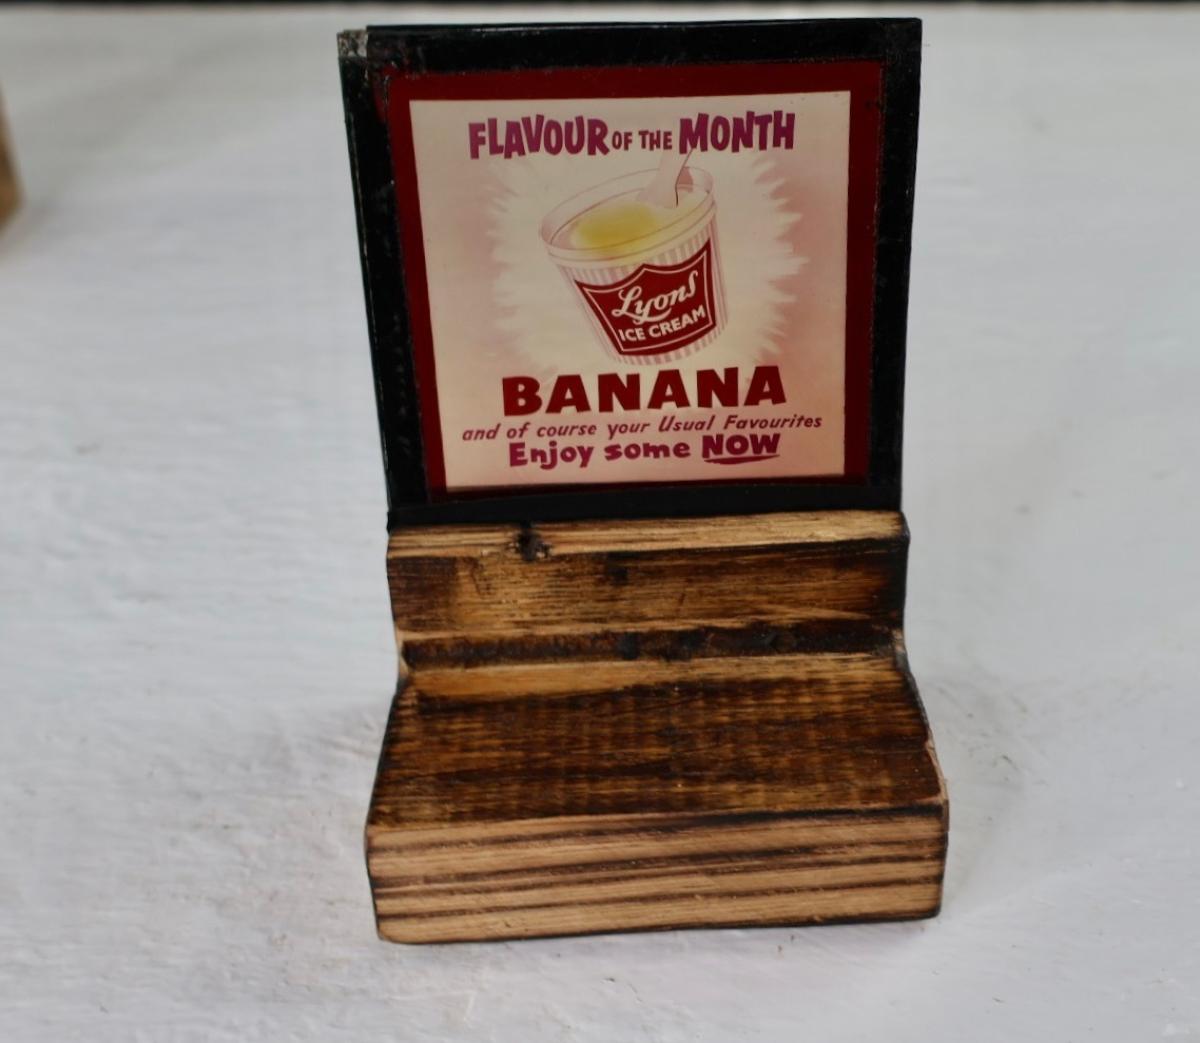 FLAVOUR OF THE MONTH
Lyons
ICE CREAM
BANANA
and of course your Usual Favourites
Enjoy some NOW